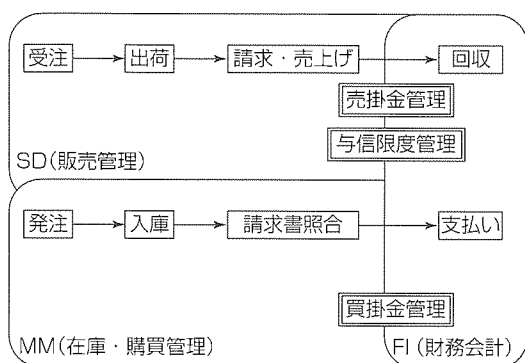 受注 出荷 請求・売上げ 回収
売掛金管理
与信限度管理
SD(販売管理)
発注 入庫 請求書照合 支払い
買掛金管理
MM(在庫・購買管理) FI(財務会計)